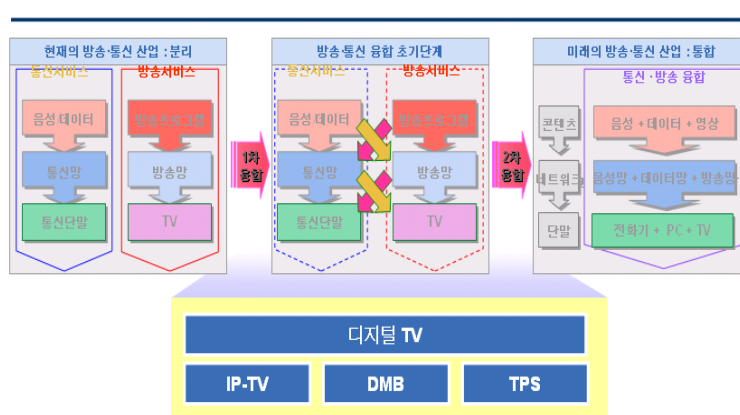 현재의 방송·통신 산업 : 분리
통신서비스
방송서비스
음성 데이터
방송프로그램
통신망
방송망
통신단말
TV
1차
융합
방송·통신 융합 초기단계
통신서비스
방송서비스
음성 데이터
방송프로그램
통신망
방송망
통신단말
TV
2차
융합
미래의 방송·통신 산업 : 통합
통신 · 방송 융합
콘텐츠
음성 + 데이터 + 영상
네트워크
음성망 + 데이터망 + 방송망
단말
전화기 + PC + TV
디지털 TV
IP-TV
DMB
TPS